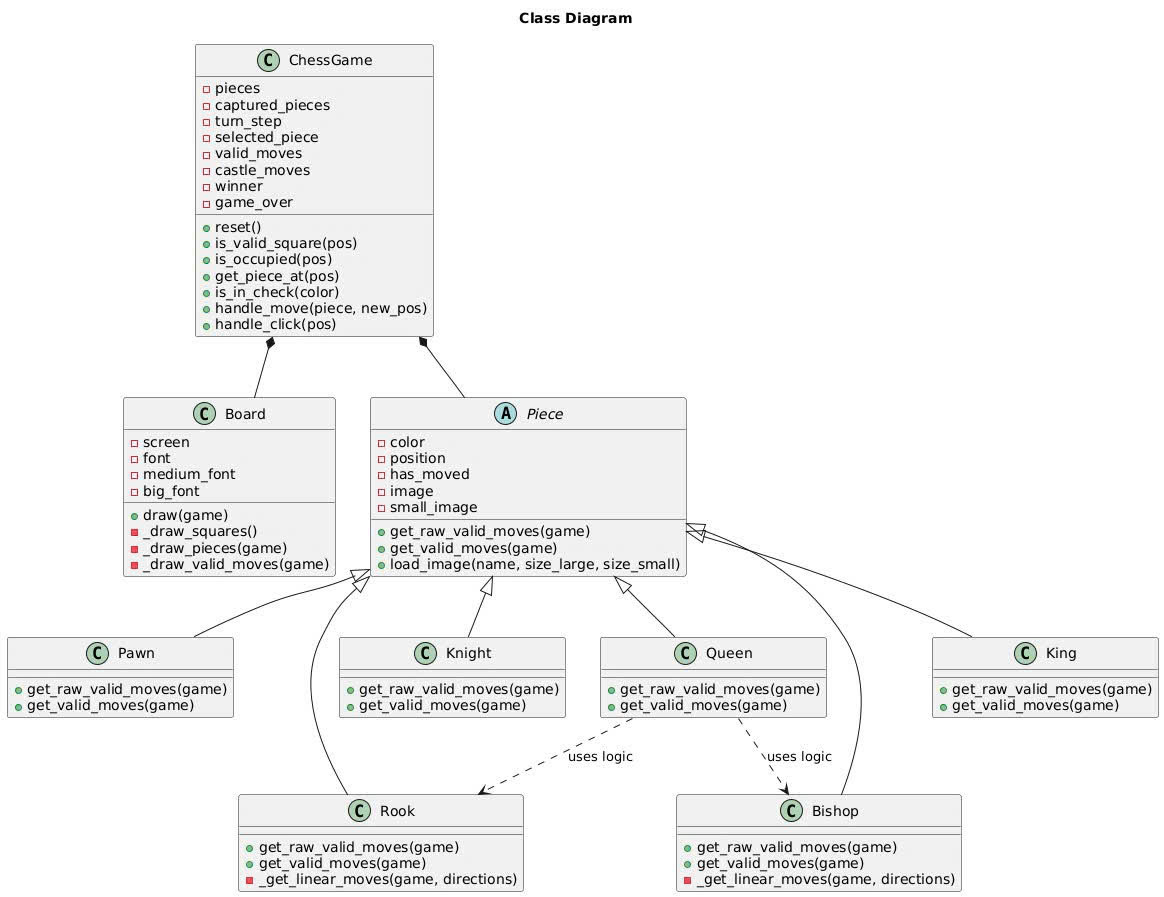 Class Diagram
C ChessGame
pieces
captured_pieces
turn_step
selected_piece
valid_moves
castle_moves
winner
game_over
reset()
is_valid_square(pos)
is_occupied(pos)
get_piece_at(pos)
is_in_check(color)
handle_move(piece, new_pos)
handle_click(pos)
C Board
screen
font
medium_font
big_font
draw(game)
_draw_squares()
_draw_pieces(game)
_draw_valid_moves(game)
A Piece
color
position
has_moved
image
small_image
get_raw_valid_moves(game)
get_valid_moves(game)
load_image(name, size_large, size_small)
C Pawn
get_raw_valid_moves(game)
get_valid_moves(game)
C Knight
get_raw_valid_moves(game)
get_valid_moves(game)
C Queen
get_raw_valid_moves(game)
get_valid_moves(game)
C King
get_raw_valid_moves(game)
get_valid_moves(game)
uses logic
uses logic
C Rook
get_raw_valid_moves(game)
get_valid_moves(game)
_get_linear_moves(game, directions)
C Bishop
get_raw_valid_moves(game)
get_valid_moves(game)
_get_linear_moves(game, directions)